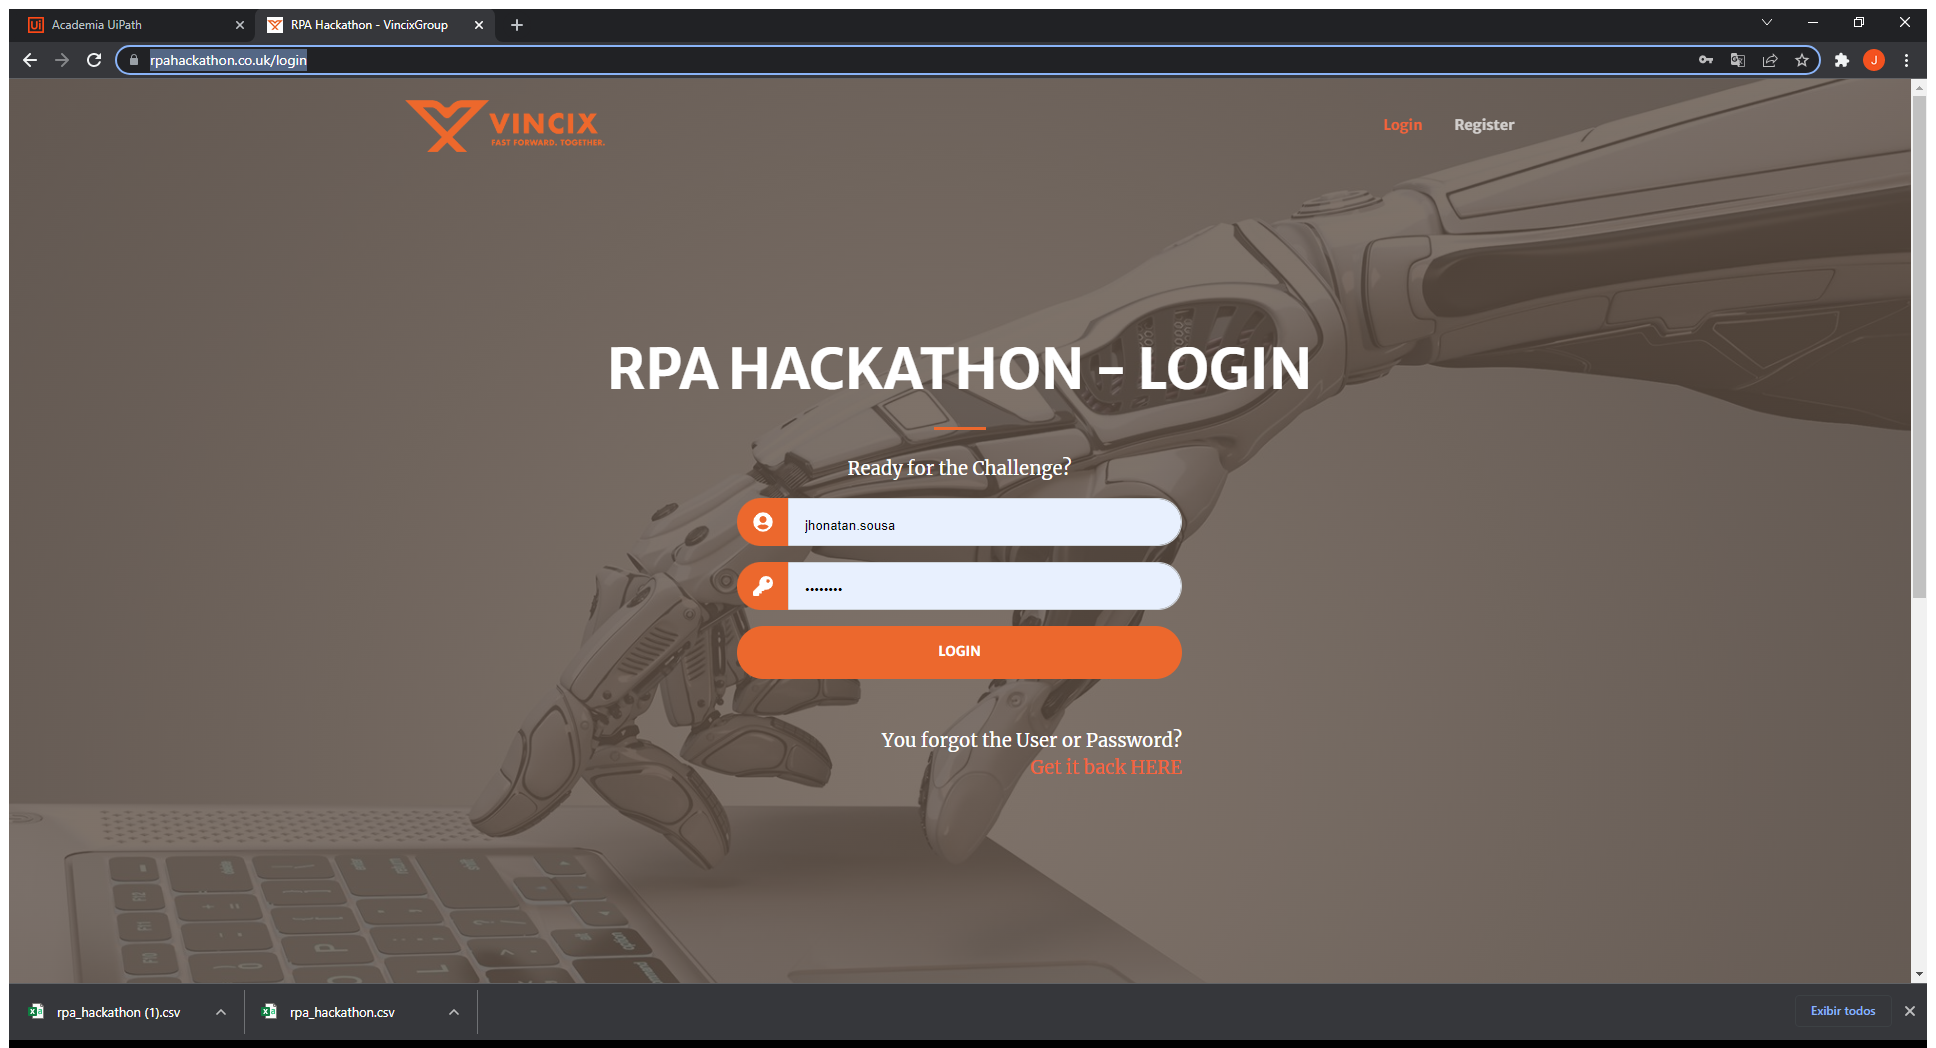 Academia UiPath
RPA Hackathon - VincixGroup
rpahackathon.co.uk/login
J
VINCIX
FAST FORWARD. TOGETHER.
Login
Register
RPA HACKATHON – LOGIN
Ready for the Challenge?
jhonatan.sousa
••••••••
LOGIN
You forgot the User or Password?
Get it back HERE
rpa_hackathon (1).csv
rpa_hackathon.csv
Exibir todos